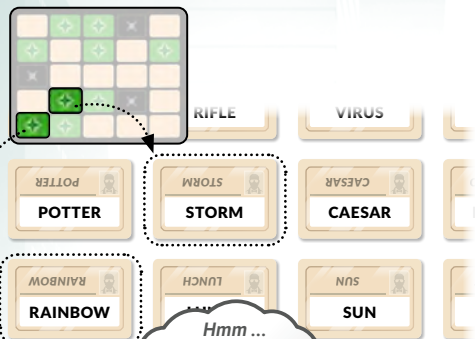 RIFLE VIRUS
POTTER STORM CAESAR
POTTER STORM CAESAR
RAINBOW LUNCH SUN
RAINBOW SUN
Hmm ...